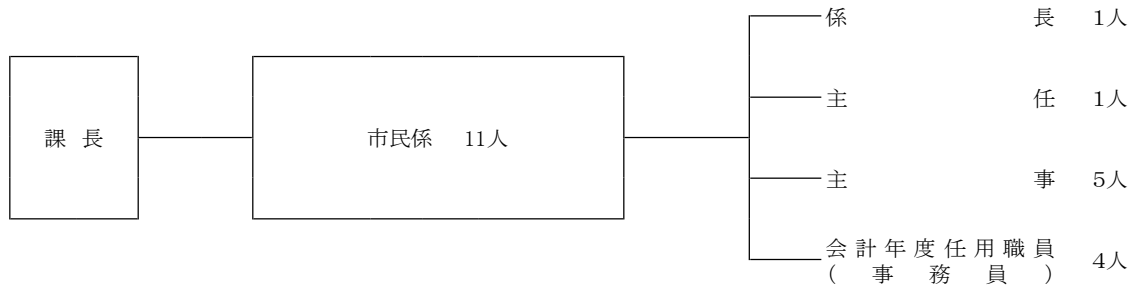 係長 1人
課長
市民係 11人
主任 1人
主事 5人
会計年度任用職員
(事務員) 4人